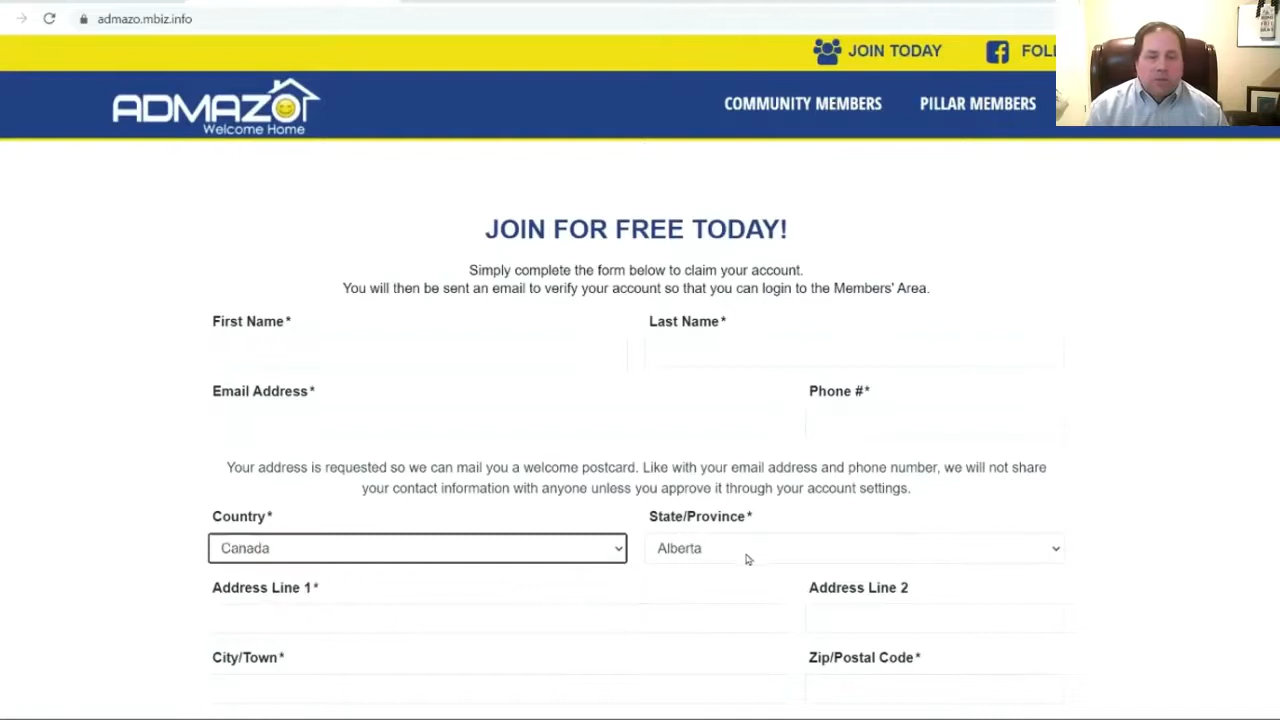 admazo.mbiz.info
JOIN TODAY
FOLL
ADMAZO
Welcome Home
COMMUNITY MEMBERS
PILLAR MEMBERS
JOIN FOR FREE TODAY!
Simply complete the form below to claim your account.
You will then be sent an email to verify your account so that you can login to the Members' Area.
First Name*
Last Name*
Email Address*
Phone #*
Your address is requested so we can mail you a welcome postcard. Like with your email address and phone number, we will not share
your contact information with anyone unless you approve it through your account settings.
Country*
State/Province*
Canada
Alberta
Address Line 1*
Address Line 2
City/Town*
Zip/Postal Code*